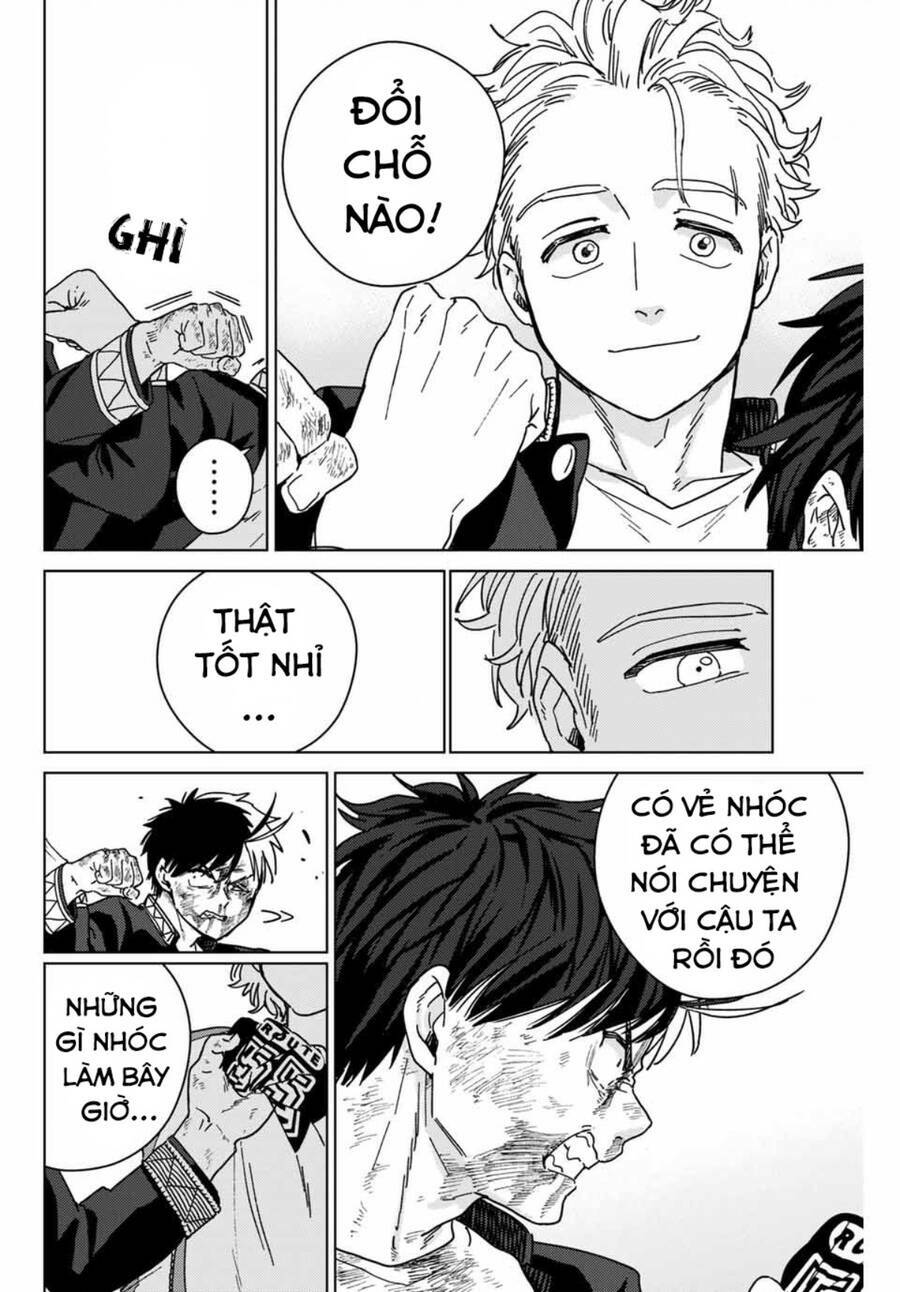 ĐỔI
CHỖ
NÀO!
GHÌ
......
THẬT
TỐT NHỈ
...
CÓ VẺ NHÓC
ĐÃ CÓ THỂ
NÓI CHUYỆN
VỚI CẬU TA
RỒI ĐÓ
NHỮNG
GÌ NHÓC
LÀM BÂY
GIỜ...
ROUTE